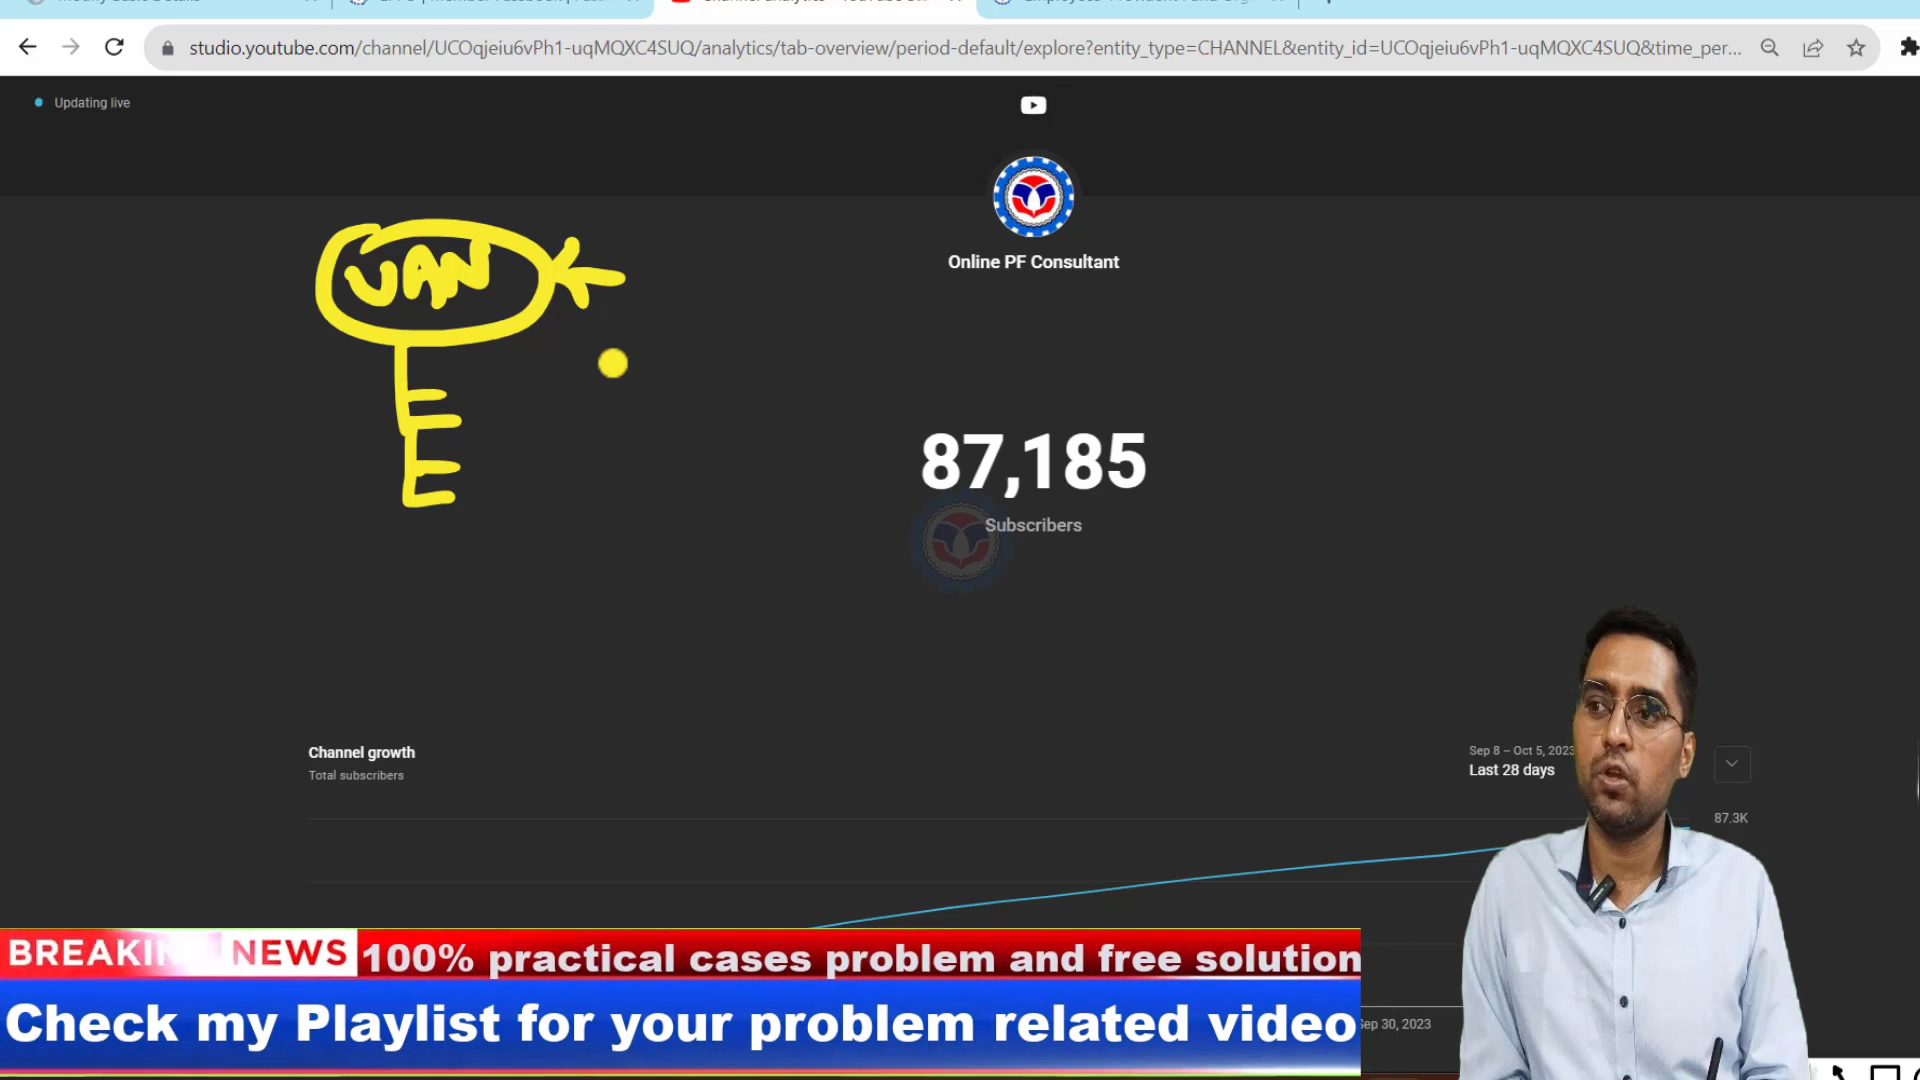 studio.youtube.com/channel/UCOqjeiu6vPh1-uqMQXC4SUQ/analytics/tab-overview/period-default/explore?entity_type=CHANNEL&entity_id=UCOqjeiu6vPh1-uqMQXC4SUQ&time_per...
Updating live
UAN
Online PF Consultant
87,185
Subscribers
Channel growth
Total subscribers
Sep 8 – Oct 5, 2023
Last 28 days
87.3K
Sep 30, 2023
NEWS
100% practical cases problem and free solution
Check my Playlist for your problem related video